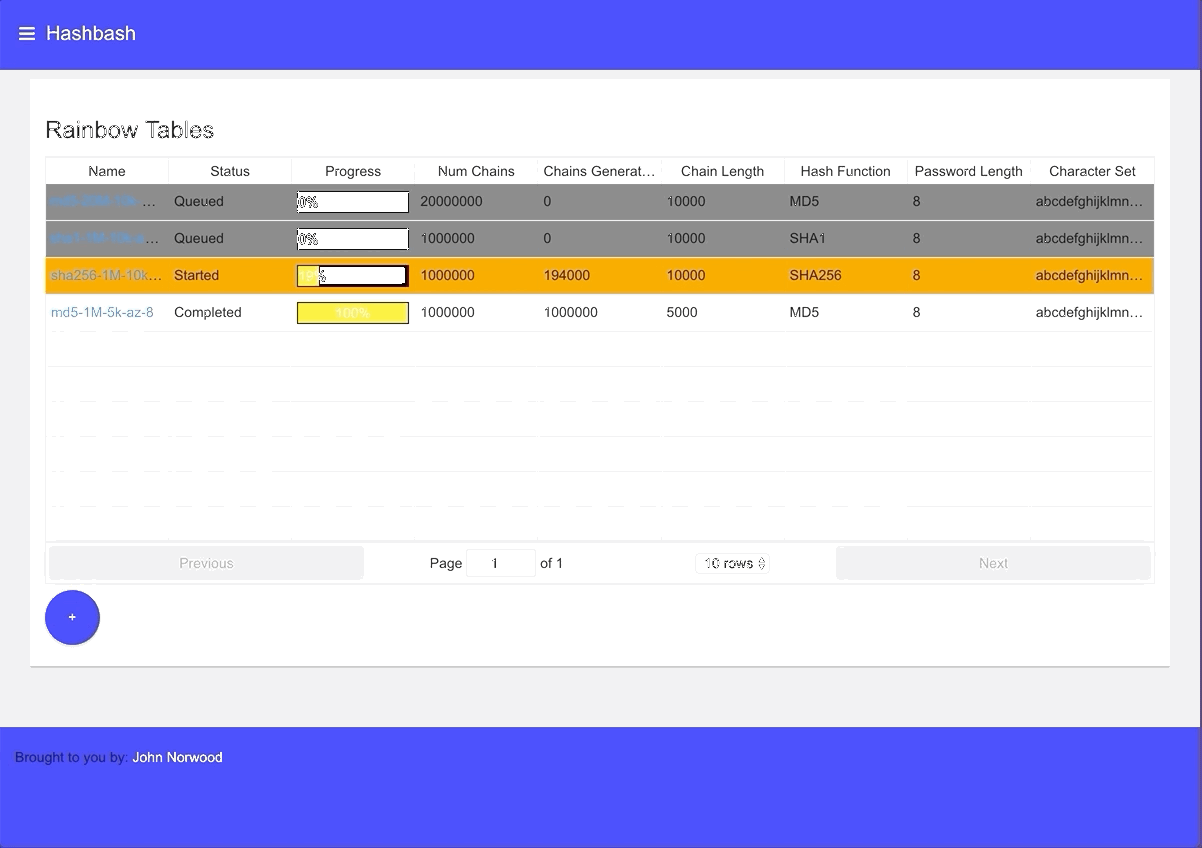 Hashbash
Rainbow Tables
Name Status Progress Num Chains Chains Generat… Chain Length Hash Function Password Length Character Set
Queued 0% 20000000 0 10000 MD5 8 abcdefghijklmn…
Queued 0% 1000000 0 10000 SHA1 8 abcdefghijklmn…
sha256-1M-10k… Started 19% 1000000 194000 10000 SHA256 8 abcdefghijklmn…
md5-1M-5k-az-8 Completed 100% 1000000 1000000 5000 MD5 8 abcdefghijklmn…
Previous Page 1 of 1 10 rows Next
+
Brought to you by: John Norwood